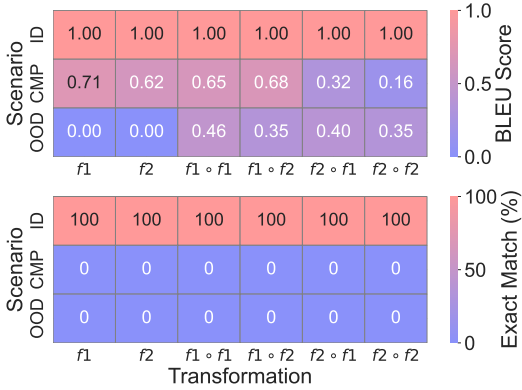 Scenario
ID
CMP
OOD
1.00 1.00 1.00 1.00 1.00 1.00
0.71 0.62 0.65 0.68 0.32 0.16
0.00 0.00 0.46 0.35 0.40 0.35
f1 f2 f1 ∘ f1 f1 ∘ f2 f2 ∘ f1 f2 ∘ f2
1.0
0.5
0.0
BLEU Score
Scenario
ID
CMP
OOD
100 100 100 100 100 100
0 0 0 0 0 0
0 0 0 0 0 0
f1 f2 f1 ∘ f1 f1 ∘ f2 f2 ∘ f1 f2 ∘ f2
Transformation
100
50
0
Exact Match (%)